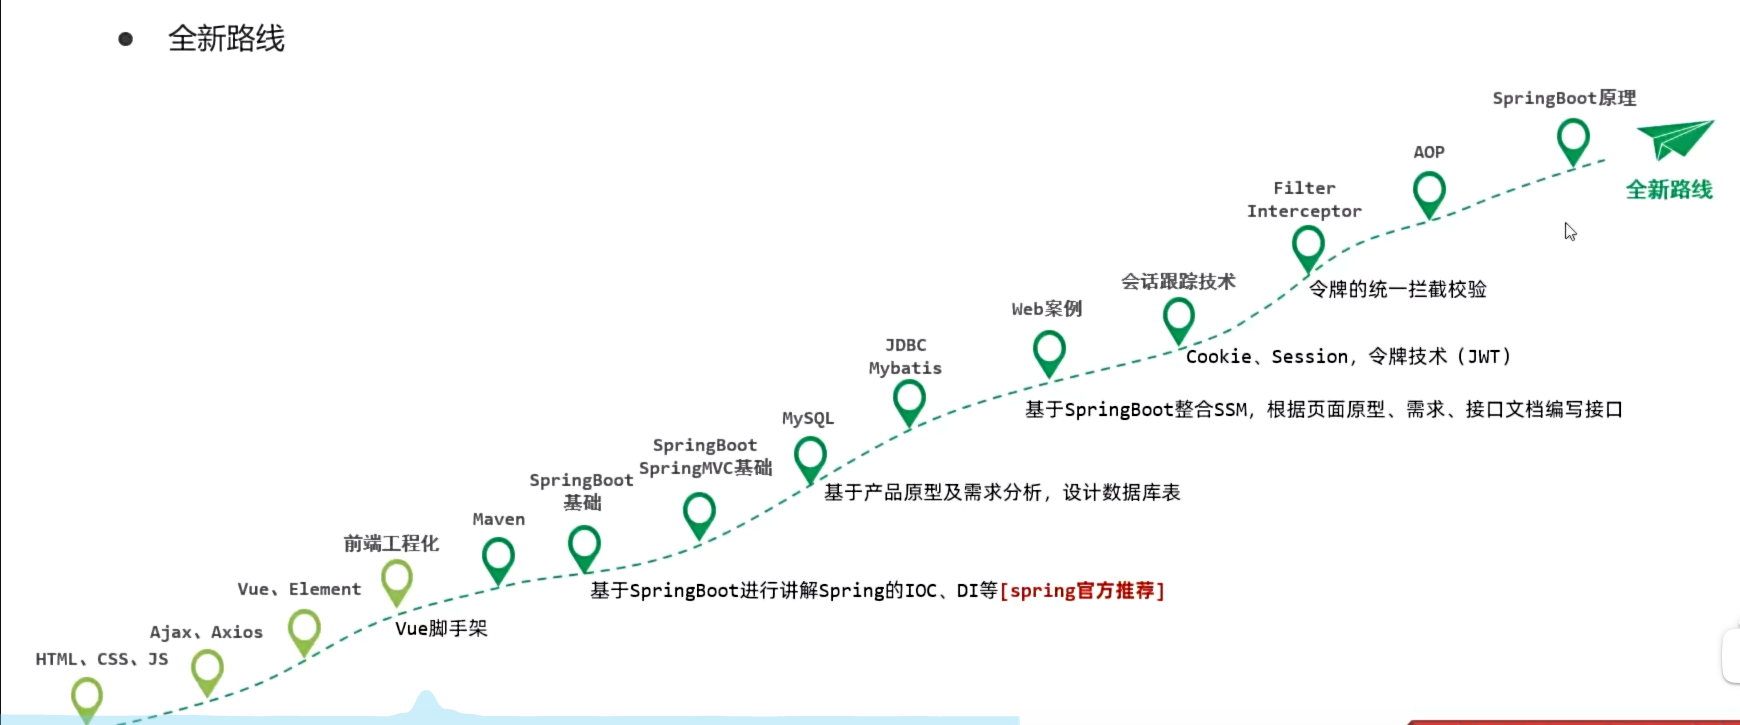 全新路线
SpringBoot原理
全新路线
AOP
Filter
Interceptor
令牌的统一拦截校验
会话跟踪技术
Cookie、Session，令牌技术（JWT）
Web案例
基于SpringBoot整合SSM，根据页面原型、需求、接口文档编写接口
JDBC
Mybatis
MySQL
基于产品原型及需求分析，设计数据库表
SpringBoot
SpringMVC基础
SpringBoot
基础
基于SpringBoot进行讲解Spring的IOC、DI等[spring官方推荐]
Maven
前端工程化
Vue脚手架
Vue、Element
Ajax、Axios
HTML、CSS、JS